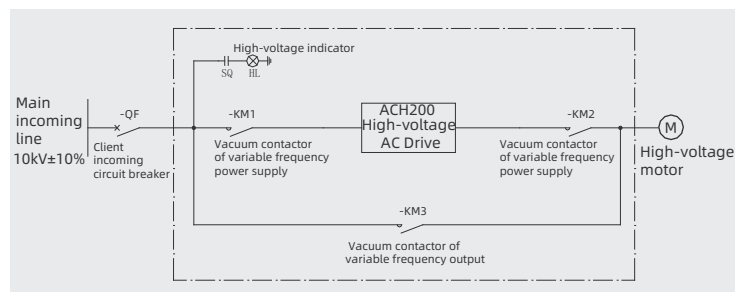 High-voltage indicator
SQ HL
Main
incoming
line
10kV±10%
-QF
Client
incoming
circuit breaker
-KM1
Vacuum contactor
of variable frequency
power supply
ACH200
High-voltage
AC Drive
-KM2
Vacuum contactor
of variable frequency
power supply
M
High-voltage
motor
-KM3
Vacuum contactor of
variable frequency output